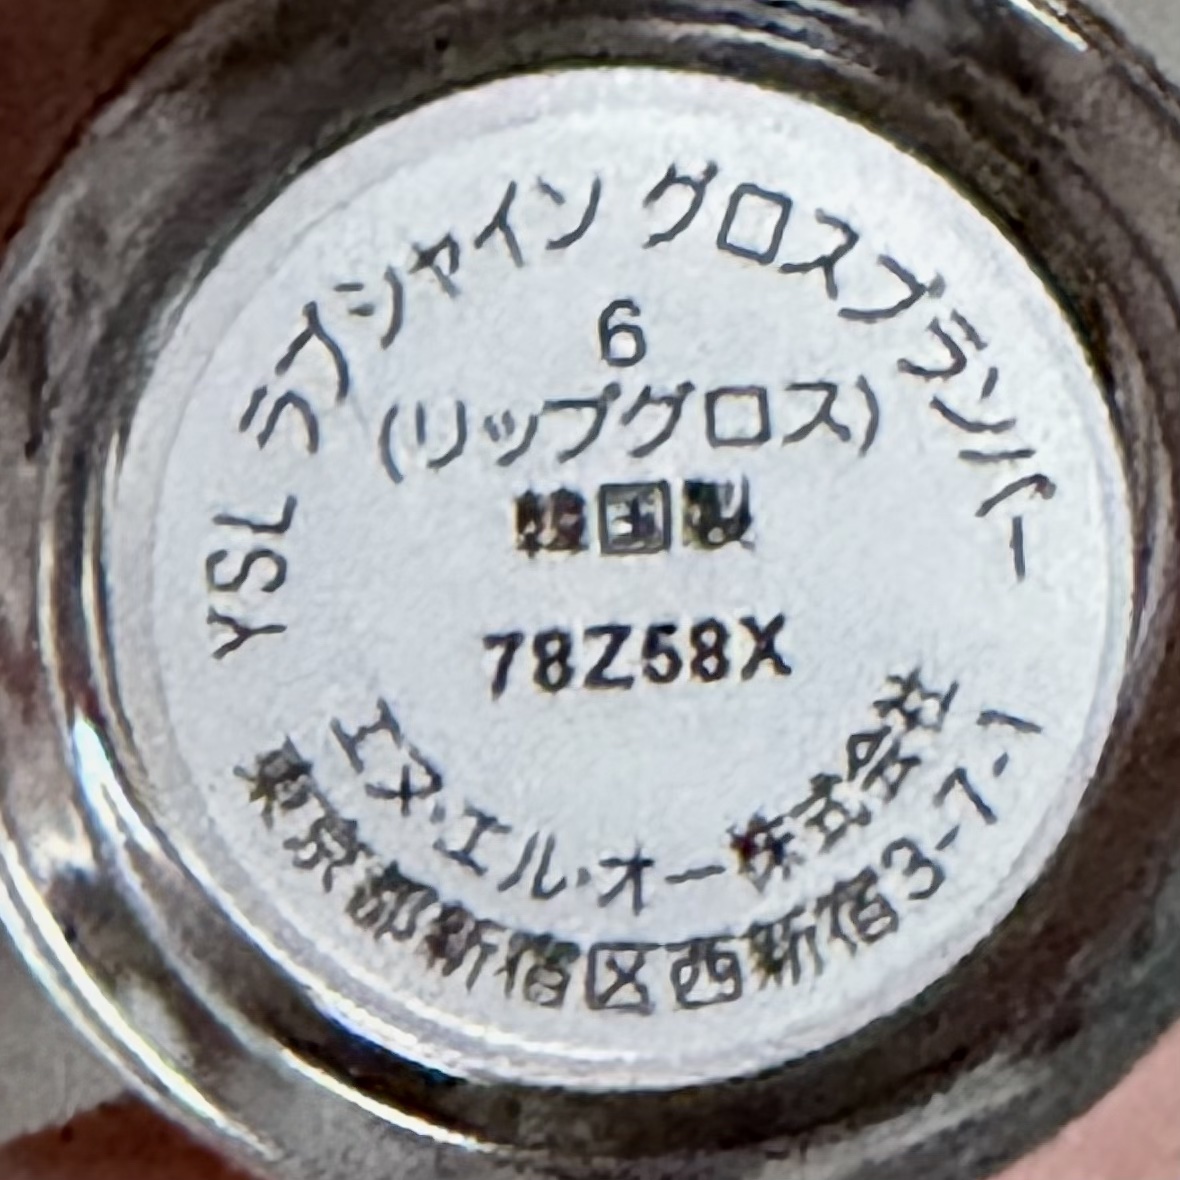 YSL ラブシャイン グロスプランパー
6
(リップグロス)
韓国製
78Z58X
エヌ・エル・オー株式会社
東京都新宿区西新宿3-7-1